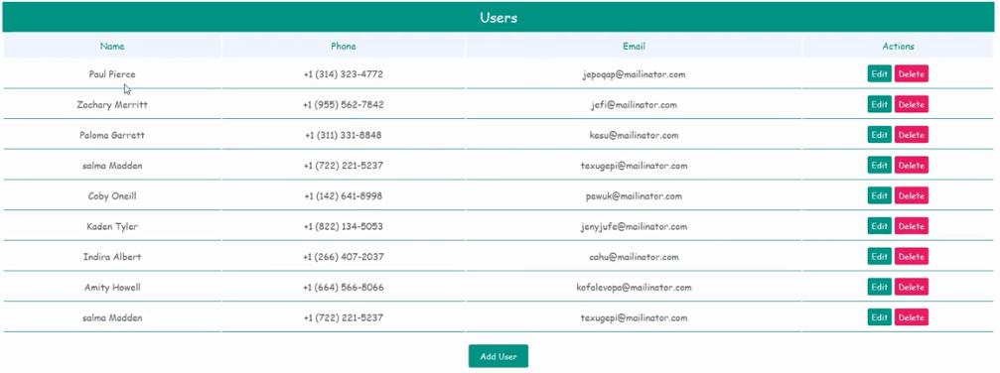 Users
Name Phone Email Actions
Paul Pierce +1 (314) 323-4772 jepoqap@mailinator.com Edit Delete
Zachary Merritt +1 (955) 562-7842 jefi@mailinator.com Edit Delete
Paloma Garrett +1 (311) 331-8848 kesu@mailinator.com Edit Delete
salma Madden +1 (722) 221-5237 texugepi@mailinator.com Edit Delete
Coby Oneill +1 (142) 641-8998 pewuk@mailinator.com Edit Delete
Kaden Tyler +1 (822) 134-5053 jenyjufe@mailinator.com Edit Delete
Indira Albert +1 (266) 407-2037 cahu@mailinator.com Edit Delete
Amity Howell +1 (664) 566-8066 kofalevopa@mailinator.com Edit Delete
salma Madden +1 (722) 221-5237 texugepi@mailinator.com Edit Delete
Add User